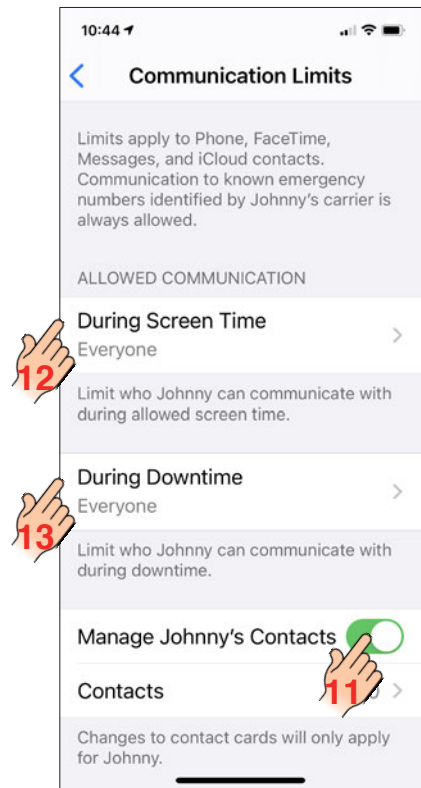 10:44
Communication Limits
Limits apply to Phone, FaceTime,
Messages, and iCloud contacts.
Communication to known emergency
numbers identified by Johnny's carrier is
always allowed.
ALLOWED COMMUNICATION
During Screen Time
Everyone
12
Limit who Johnny can communicate with
during allowed screen time.
During Downtime
Everyone
13
Limit who Johnny can communicate with
during downtime.
Manage Johnny's Contacts
Contacts
11
Changes to contact cards will only apply
for Johnny.